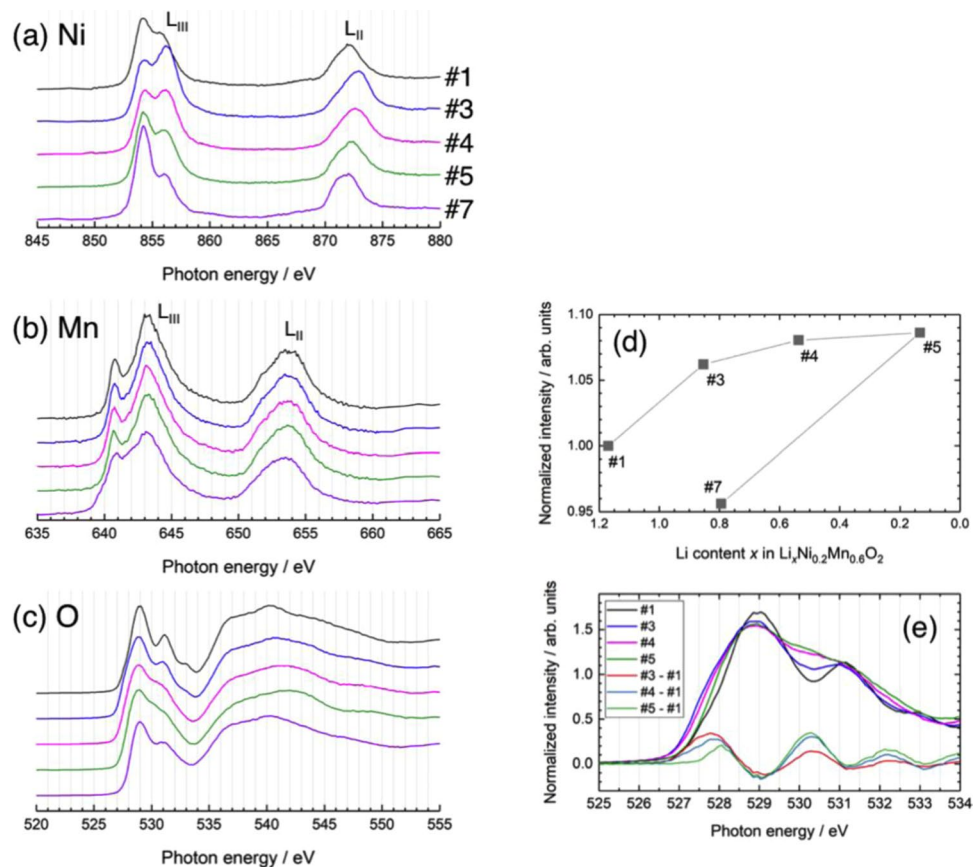 (a) Ni
L_III
L_II
#1
#3
#4
#5
#7
845 850 855 860 865 870 875 880
Photon energy / eV
(b) Mn
L_III
L_II
635 640 645 650 655 660 665
Photon energy / eV
(c) O
520 525 530 535 540 545 550 555
Photon energy / eV
(d)
Normalized intensity / arb. units
1.10
1.05
1.00
0.95
#1
#3
#4
#5
#7
1.2 1.0 0.8 0.6 0.4 0.2 0.0
Li content x in LiₓNi₀.₂Mn₀.₆O₂
(e)
Normalized intensity / arb. units
1.5
1.0
0.5
0.0
#1
#3
#4
#5
#3 - #1
#4 - #1
#5 - #1
525 526 527 528 529 530 531 532 533 534
Photon energy / eV